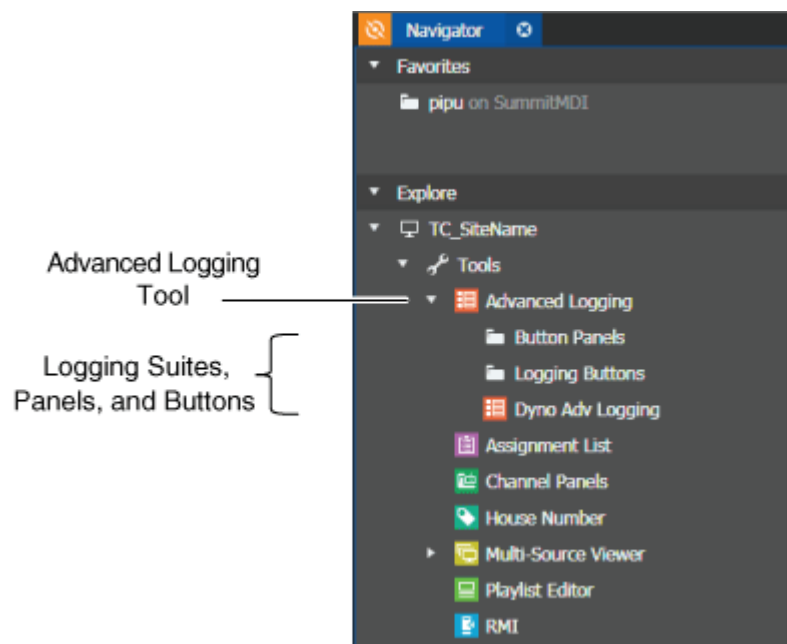 Navigator
Favorites
pipu on SummitMDI
Explore
TC_SiteName
Tools
Advanced Logging
Tool
Advanced Logging
Button Panels
Logging Suites,
Panels, and Buttons
Logging Buttons
Dyno Adv Logging
Assignment List
Channel Panels
House Number
Multi-Source Viewer
Playlist Editor
RMI